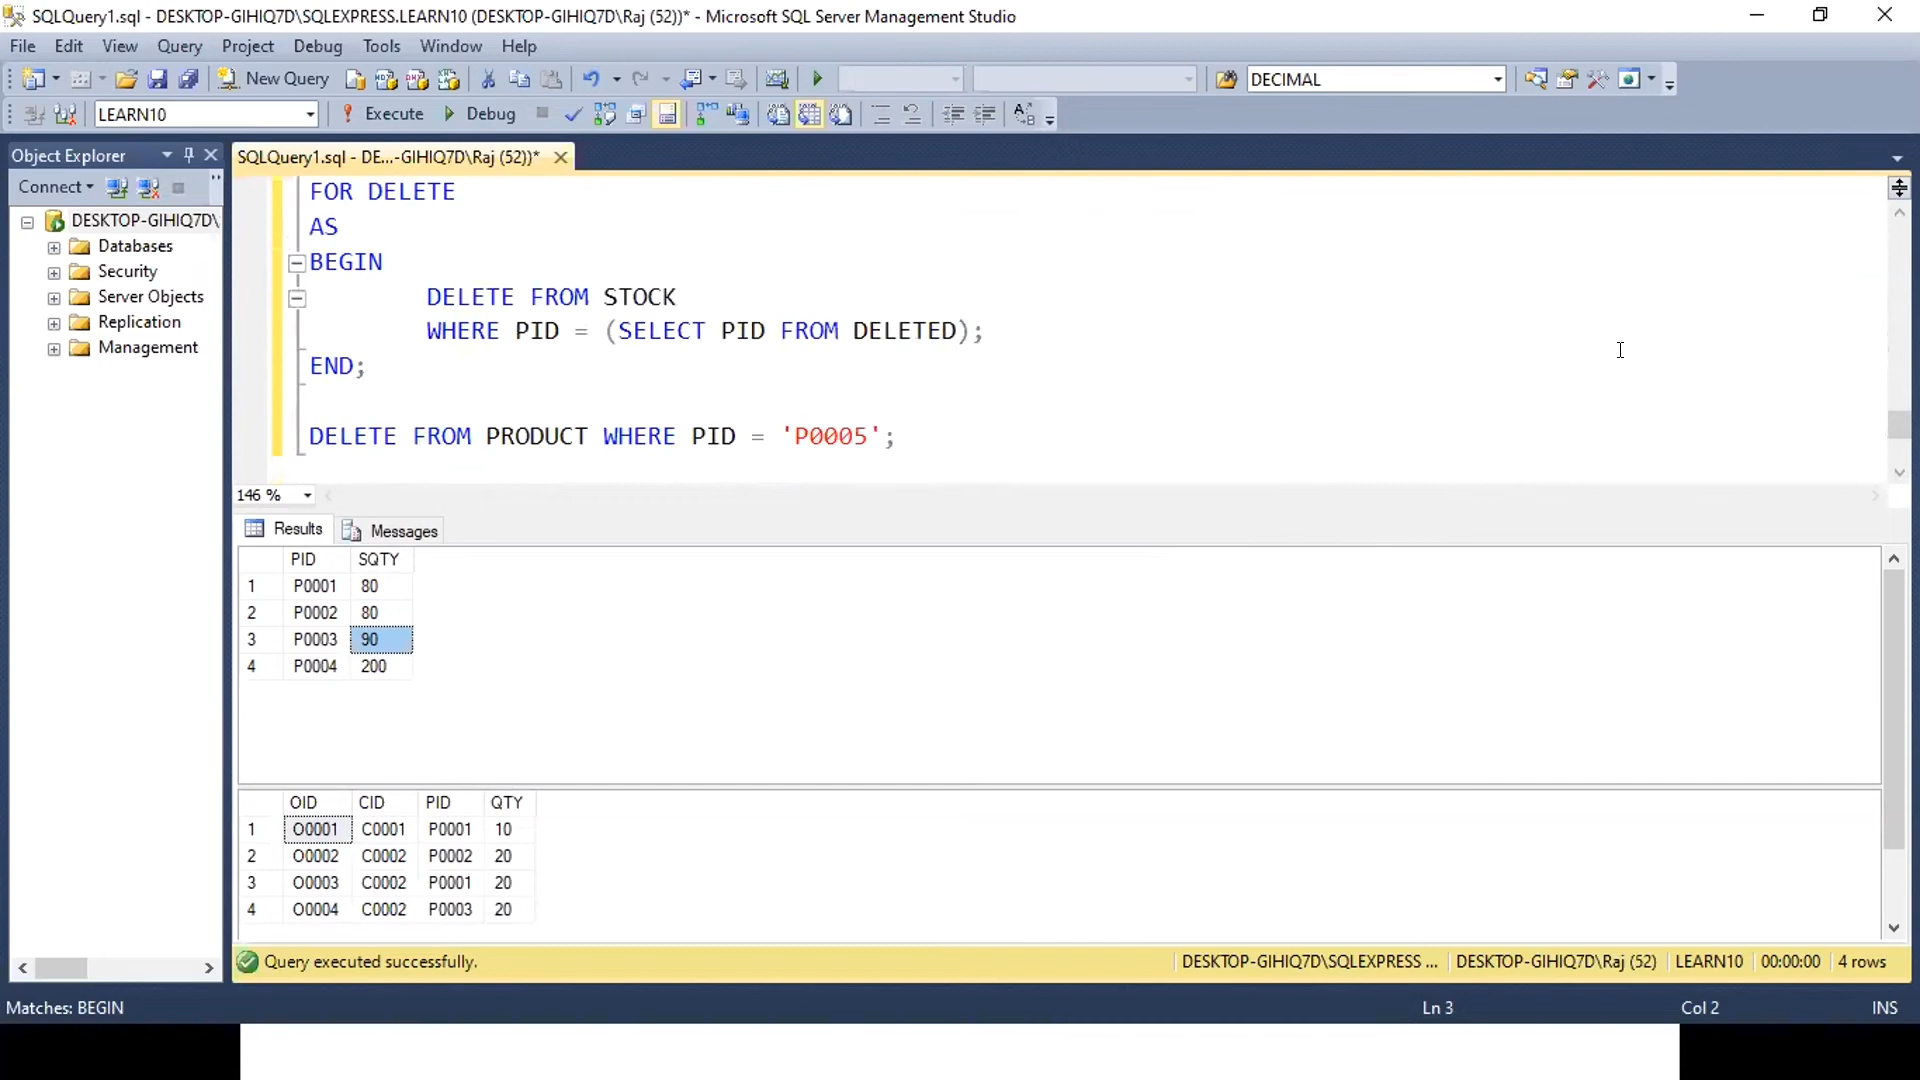 SQLQuery1.sql - DESKTOP-GIHIQ7D\SQLEXPRESS.LEARN10 (DESKTOP-GIHIQ7D\Raj (52))* - Microsoft SQL Server Management Studio
File Edit View Query Project Debug Tools Window Help
New Query DECIMAL
LEARN10 Execute Debug
Object Explorer
SQLQuery1.sql - DE...-GIHIQ7D\Raj (52))*
Connect
DESKTOP-GIHIQ7D\
Databases
Security
Server Objects
Replication
Management
FOR DELETE
AS
BEGIN
DELETE FROM STOCK
WHERE PID = (SELECT PID FROM DELETED);
END;
DELETE FROM PRODUCT WHERE PID = 'P0005';
146 %
Results Messages
PID SQTY
1 P0001 80
2 P0002 80
3 P0003 90
4 P0004 200
OID CID PID QTY
1 O0001 C0001 P0001 10
2 O0002 C0002 P0002 20
3 O0003 C0002 P0001 20
4 O0004 C0002 P0003 20
Query executed successfully. DESKTOP-GIHIQ7D\SQLEXPRESS ... DESKTOP-GIHIQ7D\Raj (52) LEARN10 00:00:00 4 rows
Matches: BEGIN Ln 3 Col 2 INS